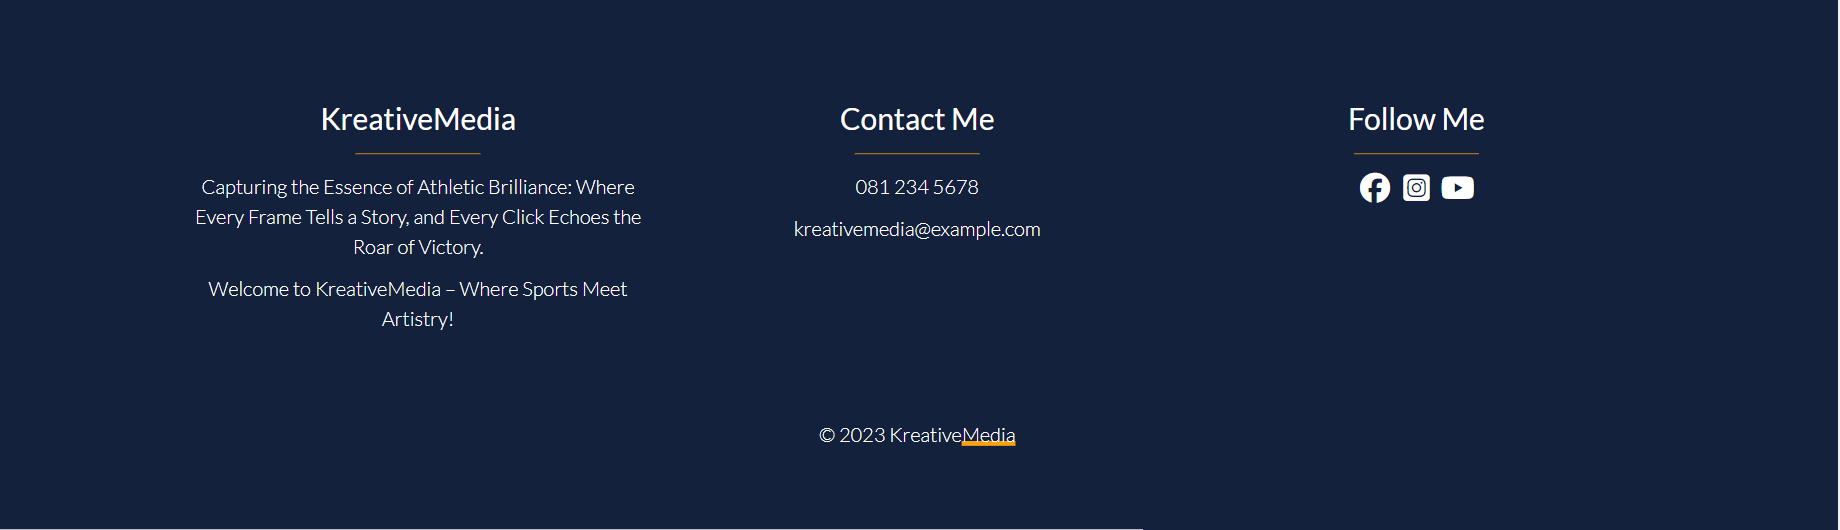 KreativeMedia
Capturing the Essence of Athletic Brilliance: Where
Every Frame Tells a Story, and Every Click Echoes the
Roar of Victory.
Welcome to KreativeMedia – Where Sports Meet
Artistry!
Contact Me
081 234 5678
kreativemedia@example.com
Follow Me
© 2023 KreativeMedia